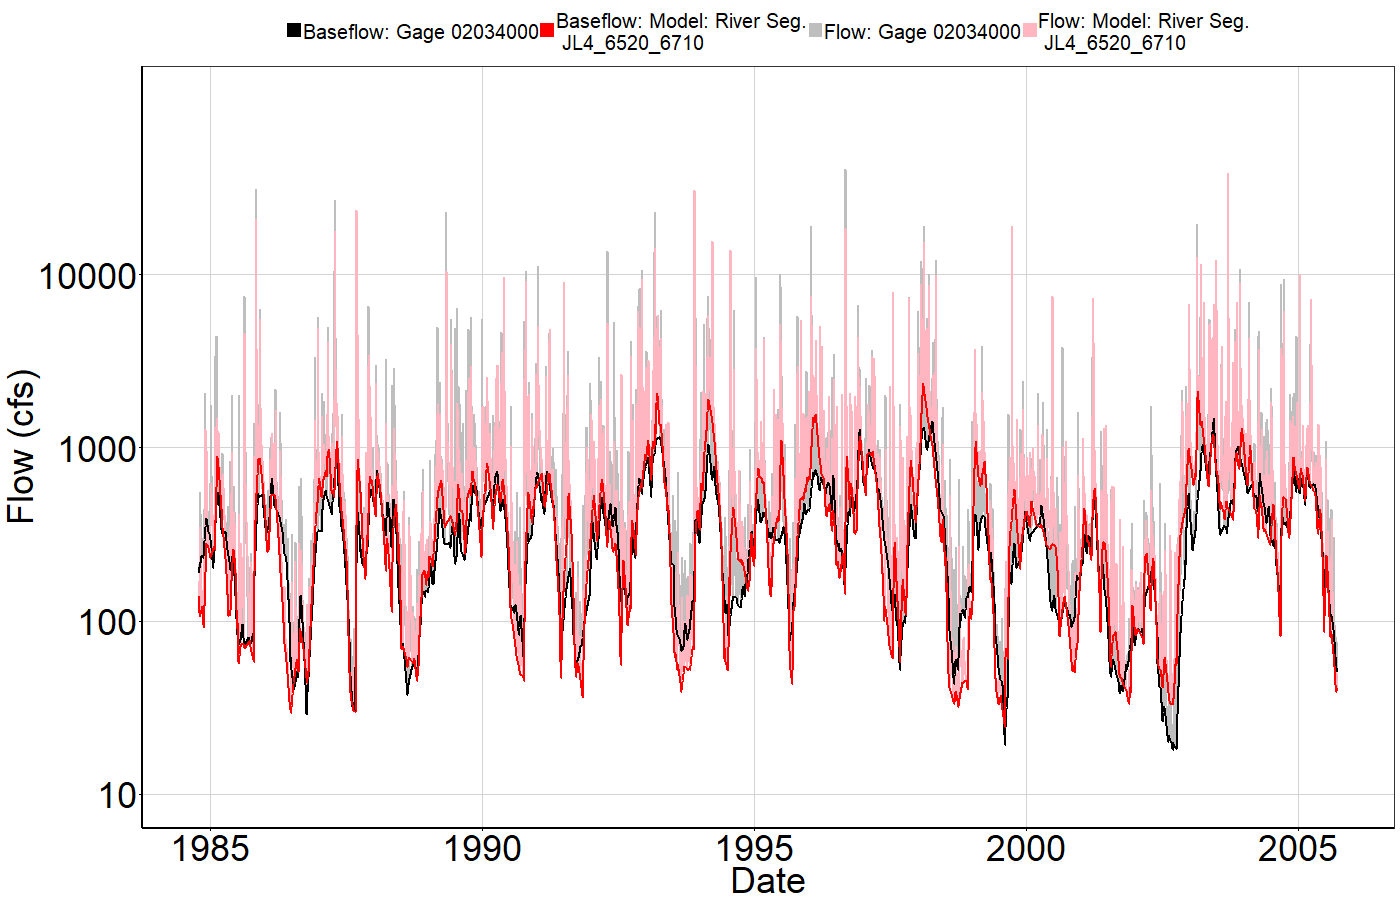 Baseflow: Gage 02034000 Baseflow: Model: River Seg. Flow: Gage 02034000 Flow: Model: River Seg.
JL4_6520_6710 JL4_6520_6710
Flow (cfs)
10000
1000
100
10
1985 1990 1995 2000 2005
Date